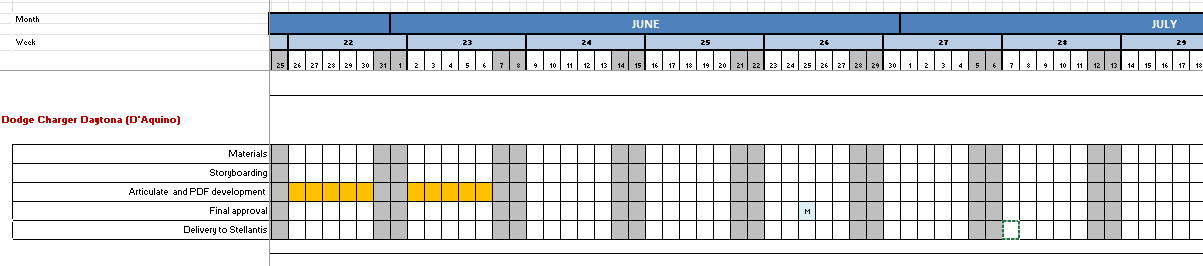 Month JUNE JULY
Week 22 23 24 25 26 27 28 29
25 26 27 28 29 30 31 1 2 3 4 5 6 7 8 9 10 11 12 13 14 15 16 17 18 19 20 21 22 23 24 25 26 27 28 29 30 1 2 3 4 5 6 7 8 9 10 11 12 13 14 15 16 17 18
Dodge Charger Daytona (D'Aquino)
Materials
Storyboarding
Articulate and PDF development
Final approval M
Delivery to Stellantis